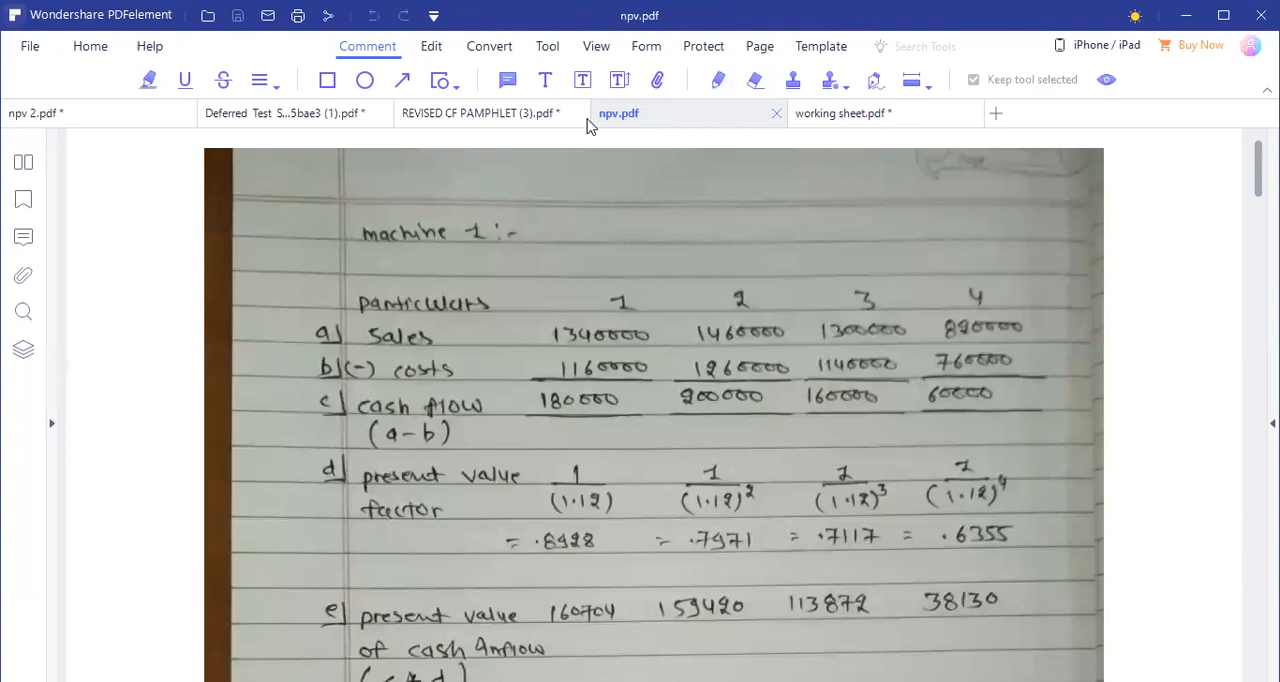 Wondershare PDFelement
npv.pdf
File Home Help Comment Edit Convert Tool View Form Protect Page Template Search Tools iPhone / iPad Buy Now
Keep tool selected
npv 2.pdf * Deferred Test S...5bae3 (1).pdf * REVISED CF PAMPHLET (3).pdf * npv.pdf working sheet.pdf *
machine 1 :-
particulars 1 2 3 4
a) sales 1340000 1460000 1300000 820000
b) (-) costs 1160000 1260000 1140000 760000
c) cash flow 180000 200000 160000 60000
(a-b)
d) present value 1 1 1 1
factor (1.12) (1.12)2 (1.12)3 (1.12)4
= .8928 = .7971 = .7117 = .6355
e) present value 160704 159420 113872 38130
of cash inflow